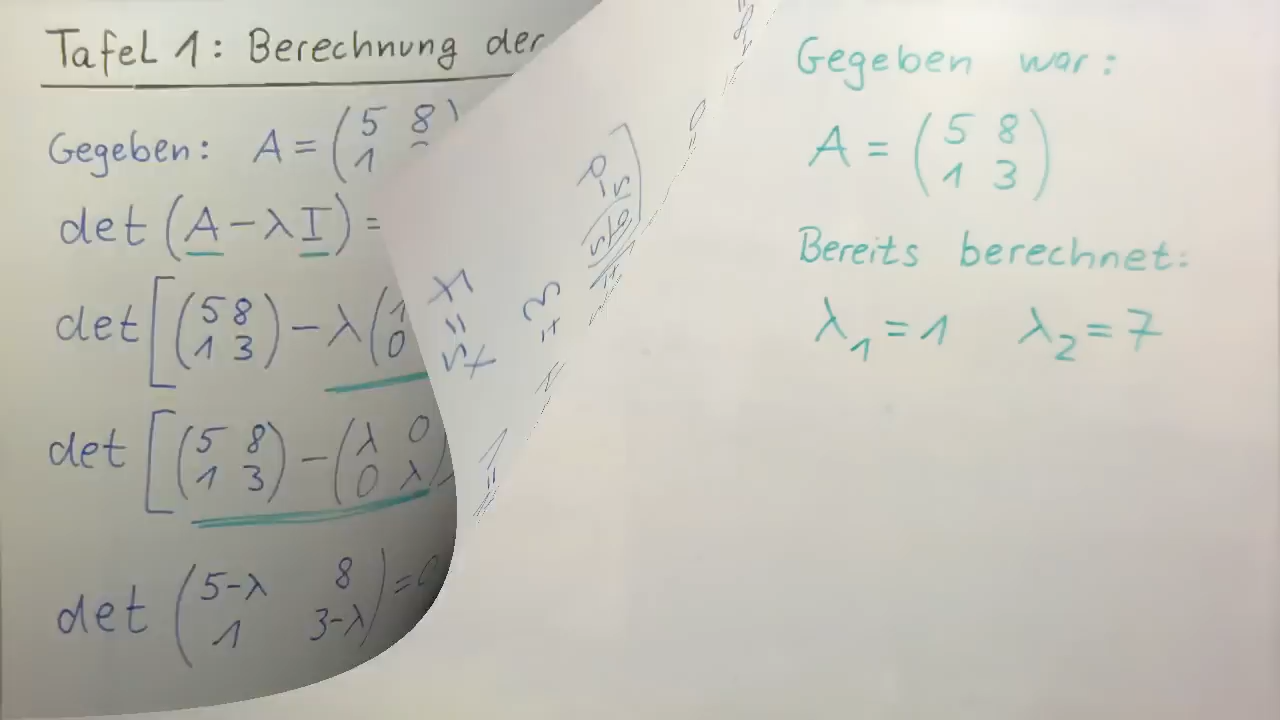 Tafel 1: Berechnung der
Gegeben: A = (5 8
1
det (A - λ I) =
det [(5 8
1 3) - λ (1
0
det [(5 8
1 3) - (λ 0
0 λ
det (5-λ 8
1 3-λ) = 0
Gegeben war:
A = (5 8
1 3)
Bereits berechnet:
λ₁ = 1 λ₂ = 7